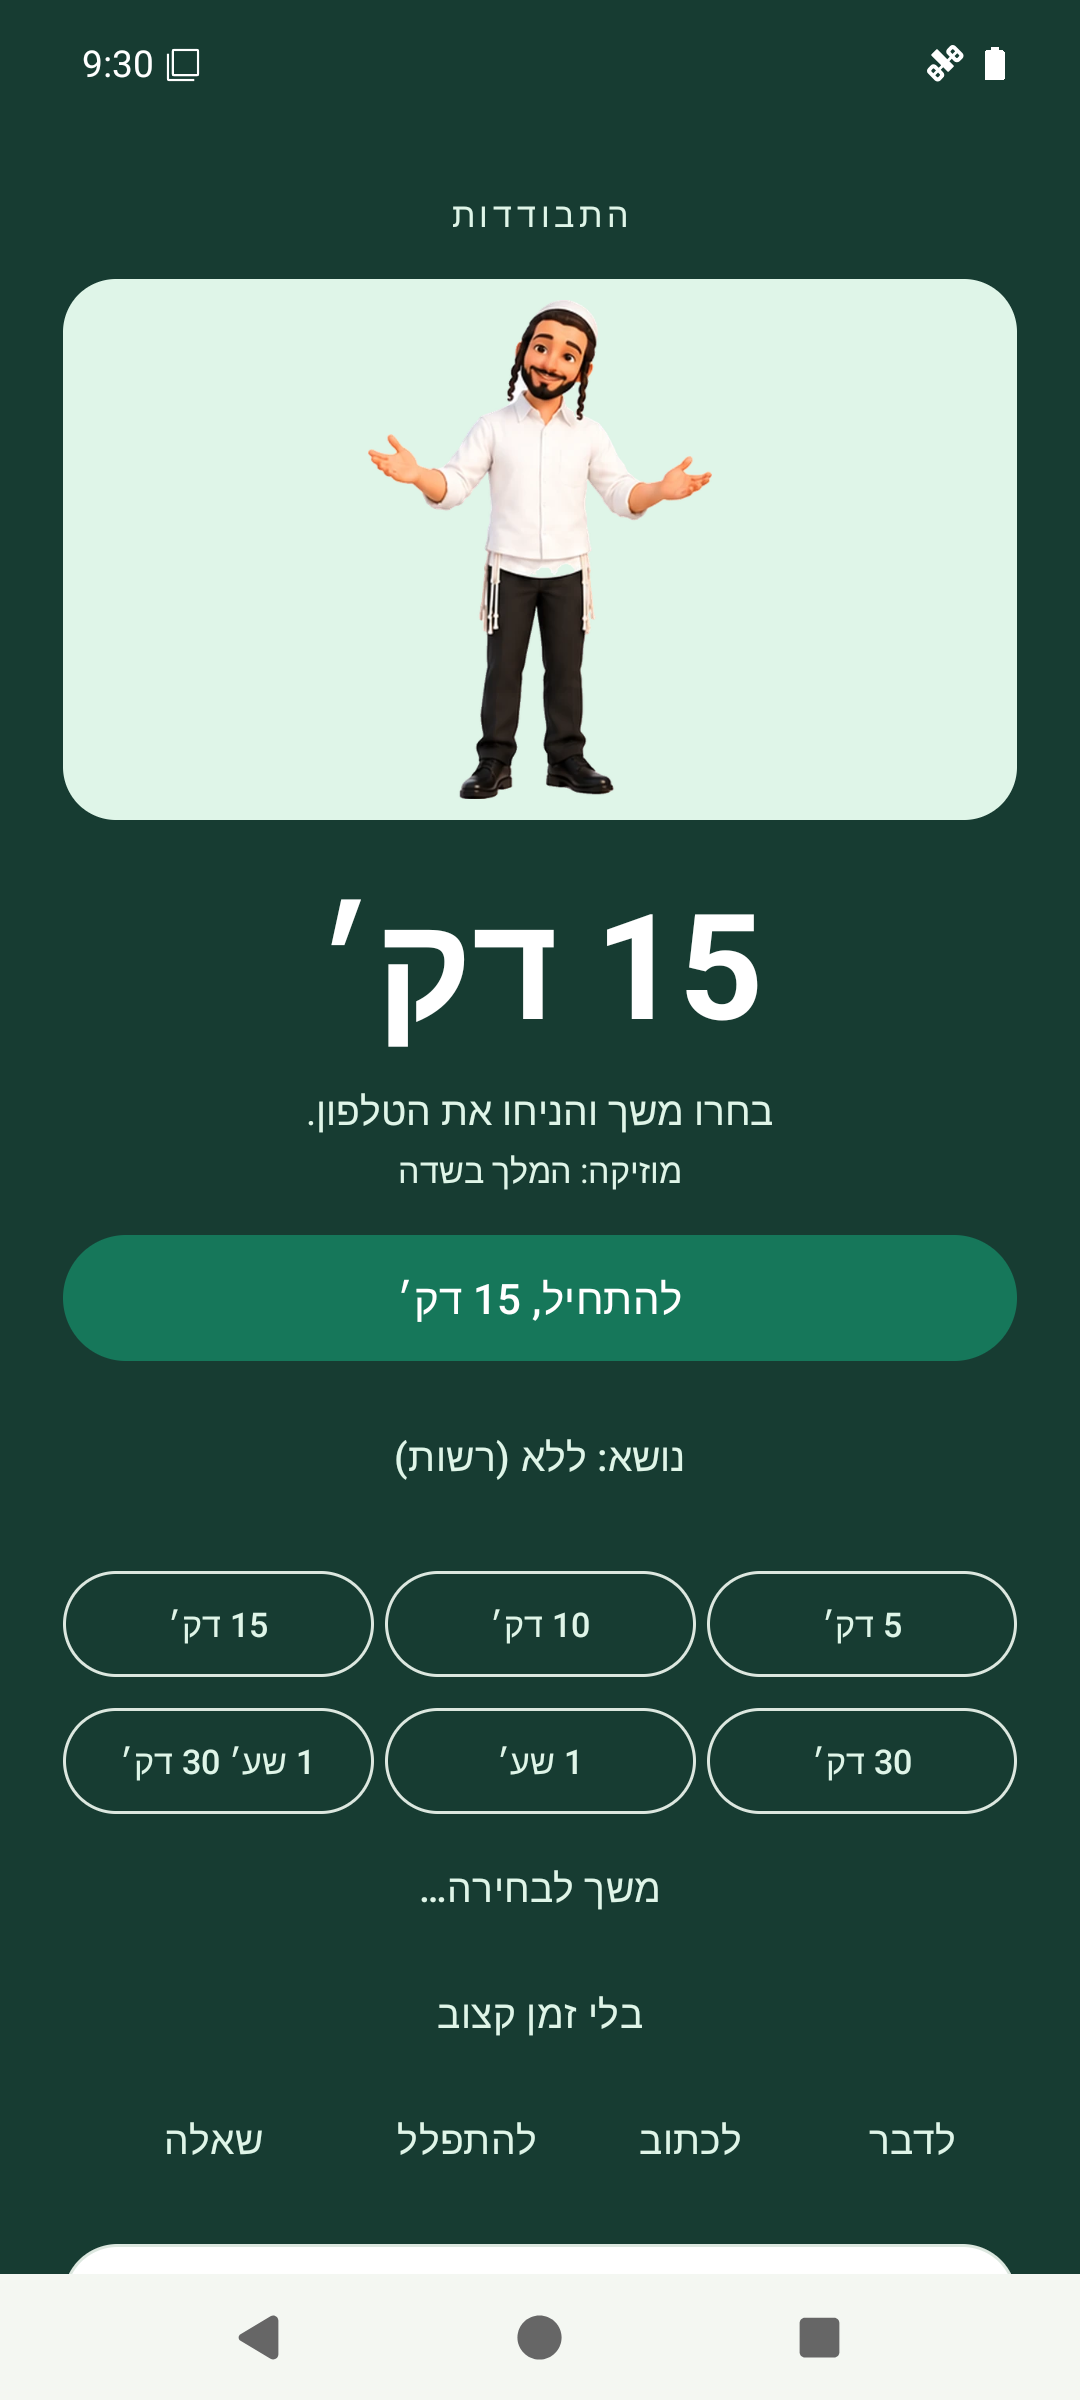 9:30
התבודדות
15 דק׳
בחרו משך והניחו את הטלפון.
מוזיקה: המלך בשדה
להתחיל, 15 דק׳
נושא: ללא (רשות)
5 דק׳ 10 דק׳ 15 דק׳
30 דק׳ 1 שע׳ 1 שע׳ 30 דק׳
משך לבחירה…
בלי זמן קצוב
לדבר לכתוב להתפלל שאלה